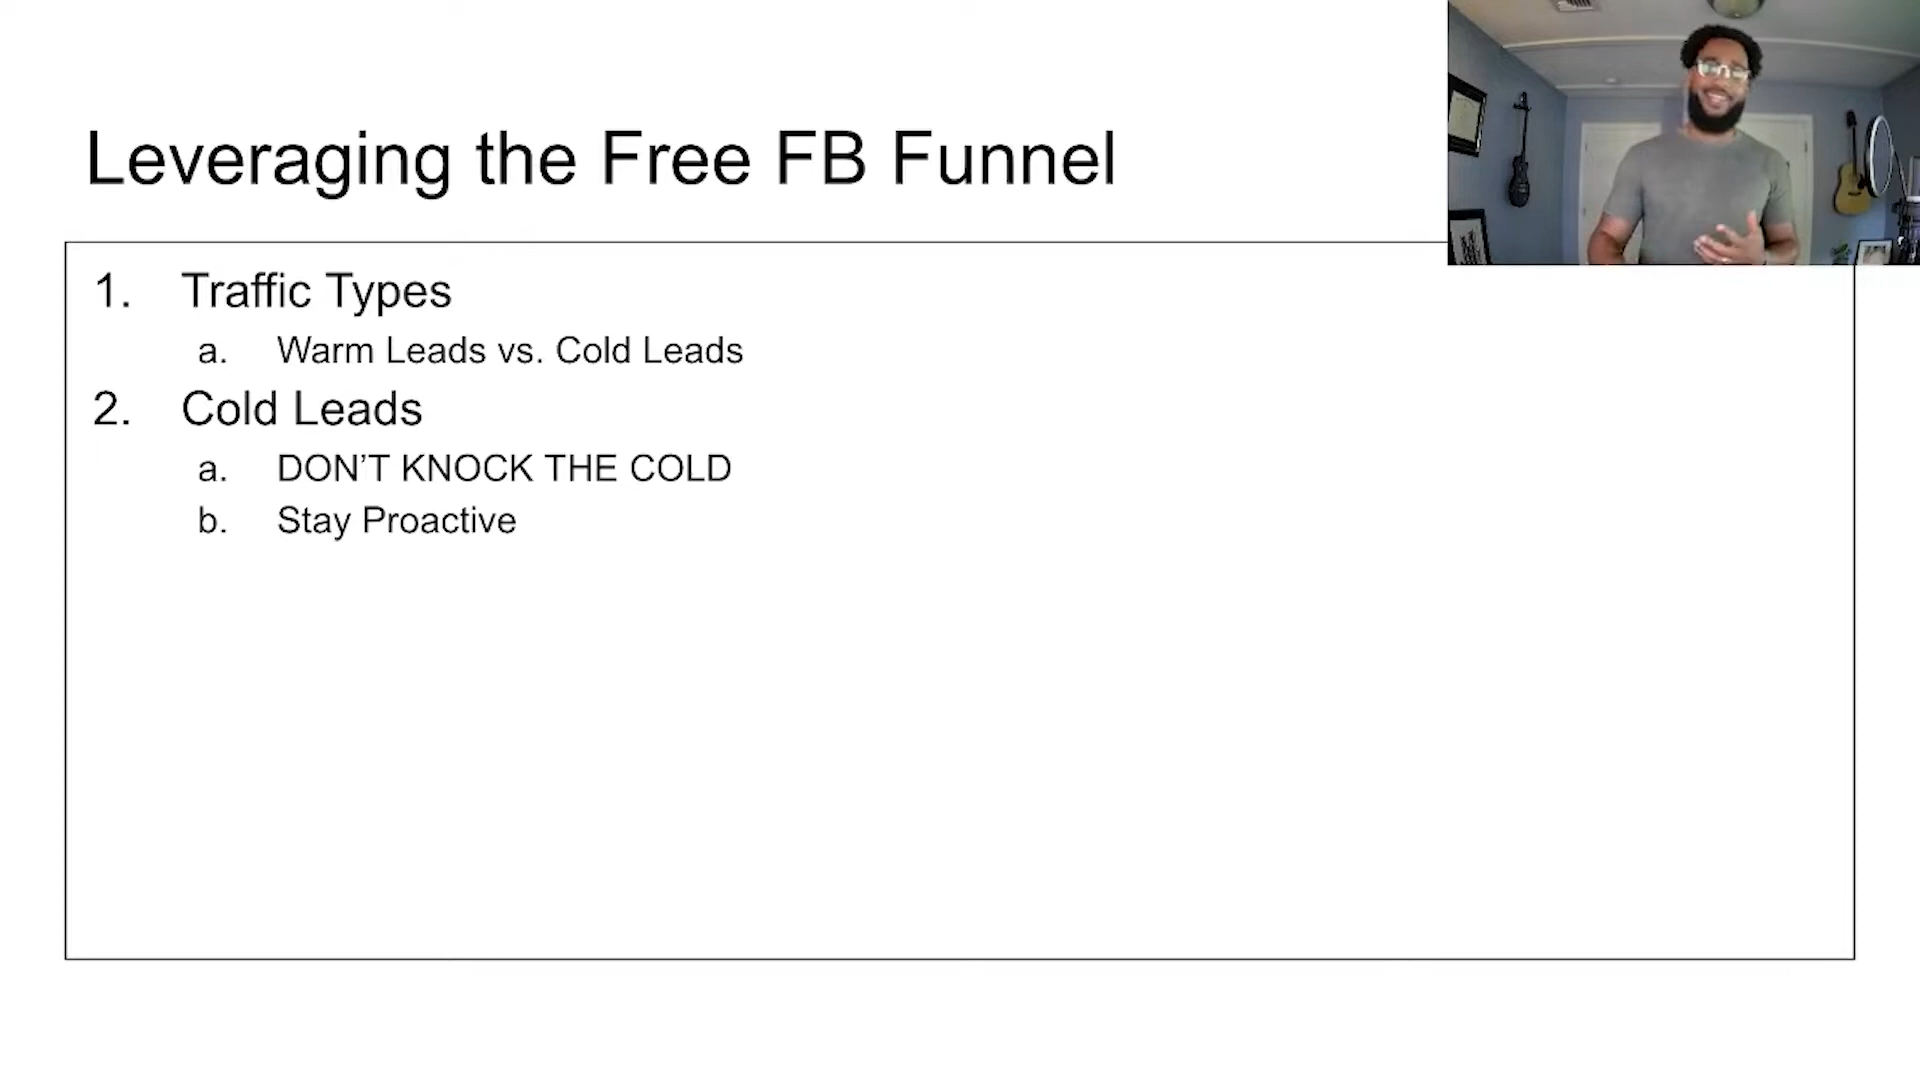 Leveraging the Free FB Funnel
1. Traffic Types
a. Warm Leads vs. Cold Leads
2. Cold Leads
a. DON'T KNOCK THE COLD
b. Stay Proactive